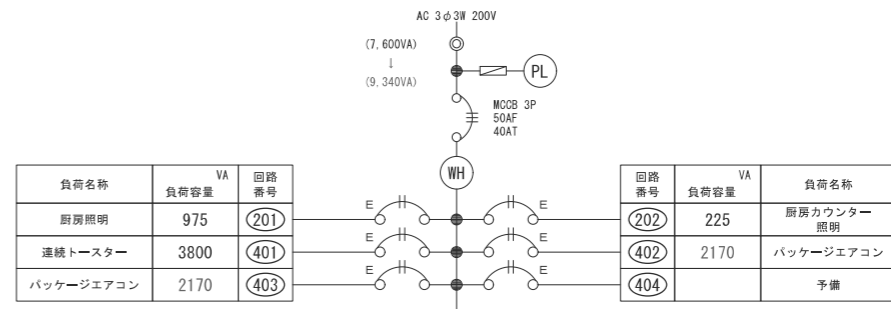 AC 3φ3W 200V
(7,600VA)
↓
(9,340VA)
PL
MCCB 3P
50AF
40AT
WH
負荷名称 VA 負荷容量 回路番号
厨房照明 975 201 E
連続トースター 3800 401 E
パッケージエアコン 2170 403 E
回路番号 VA 負荷容量 負荷名称
E 202 225 厨房カウンター照明
E 402 2170 パッケージエアコン
E 404 予備